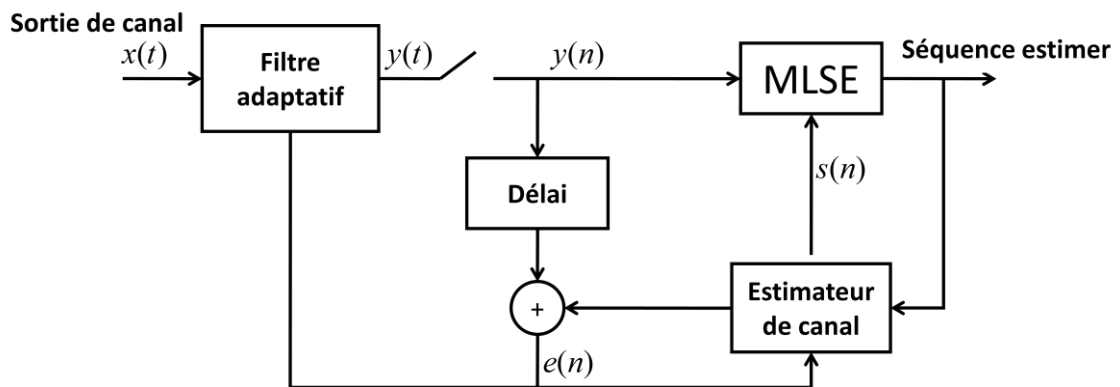 Sortie de canal
x(t)
Filtre
adaptatif
y(t)
y(n)
MLSE
Séquence estimer
s(n)
Délai
+
Estimateur
de canal
e(n)